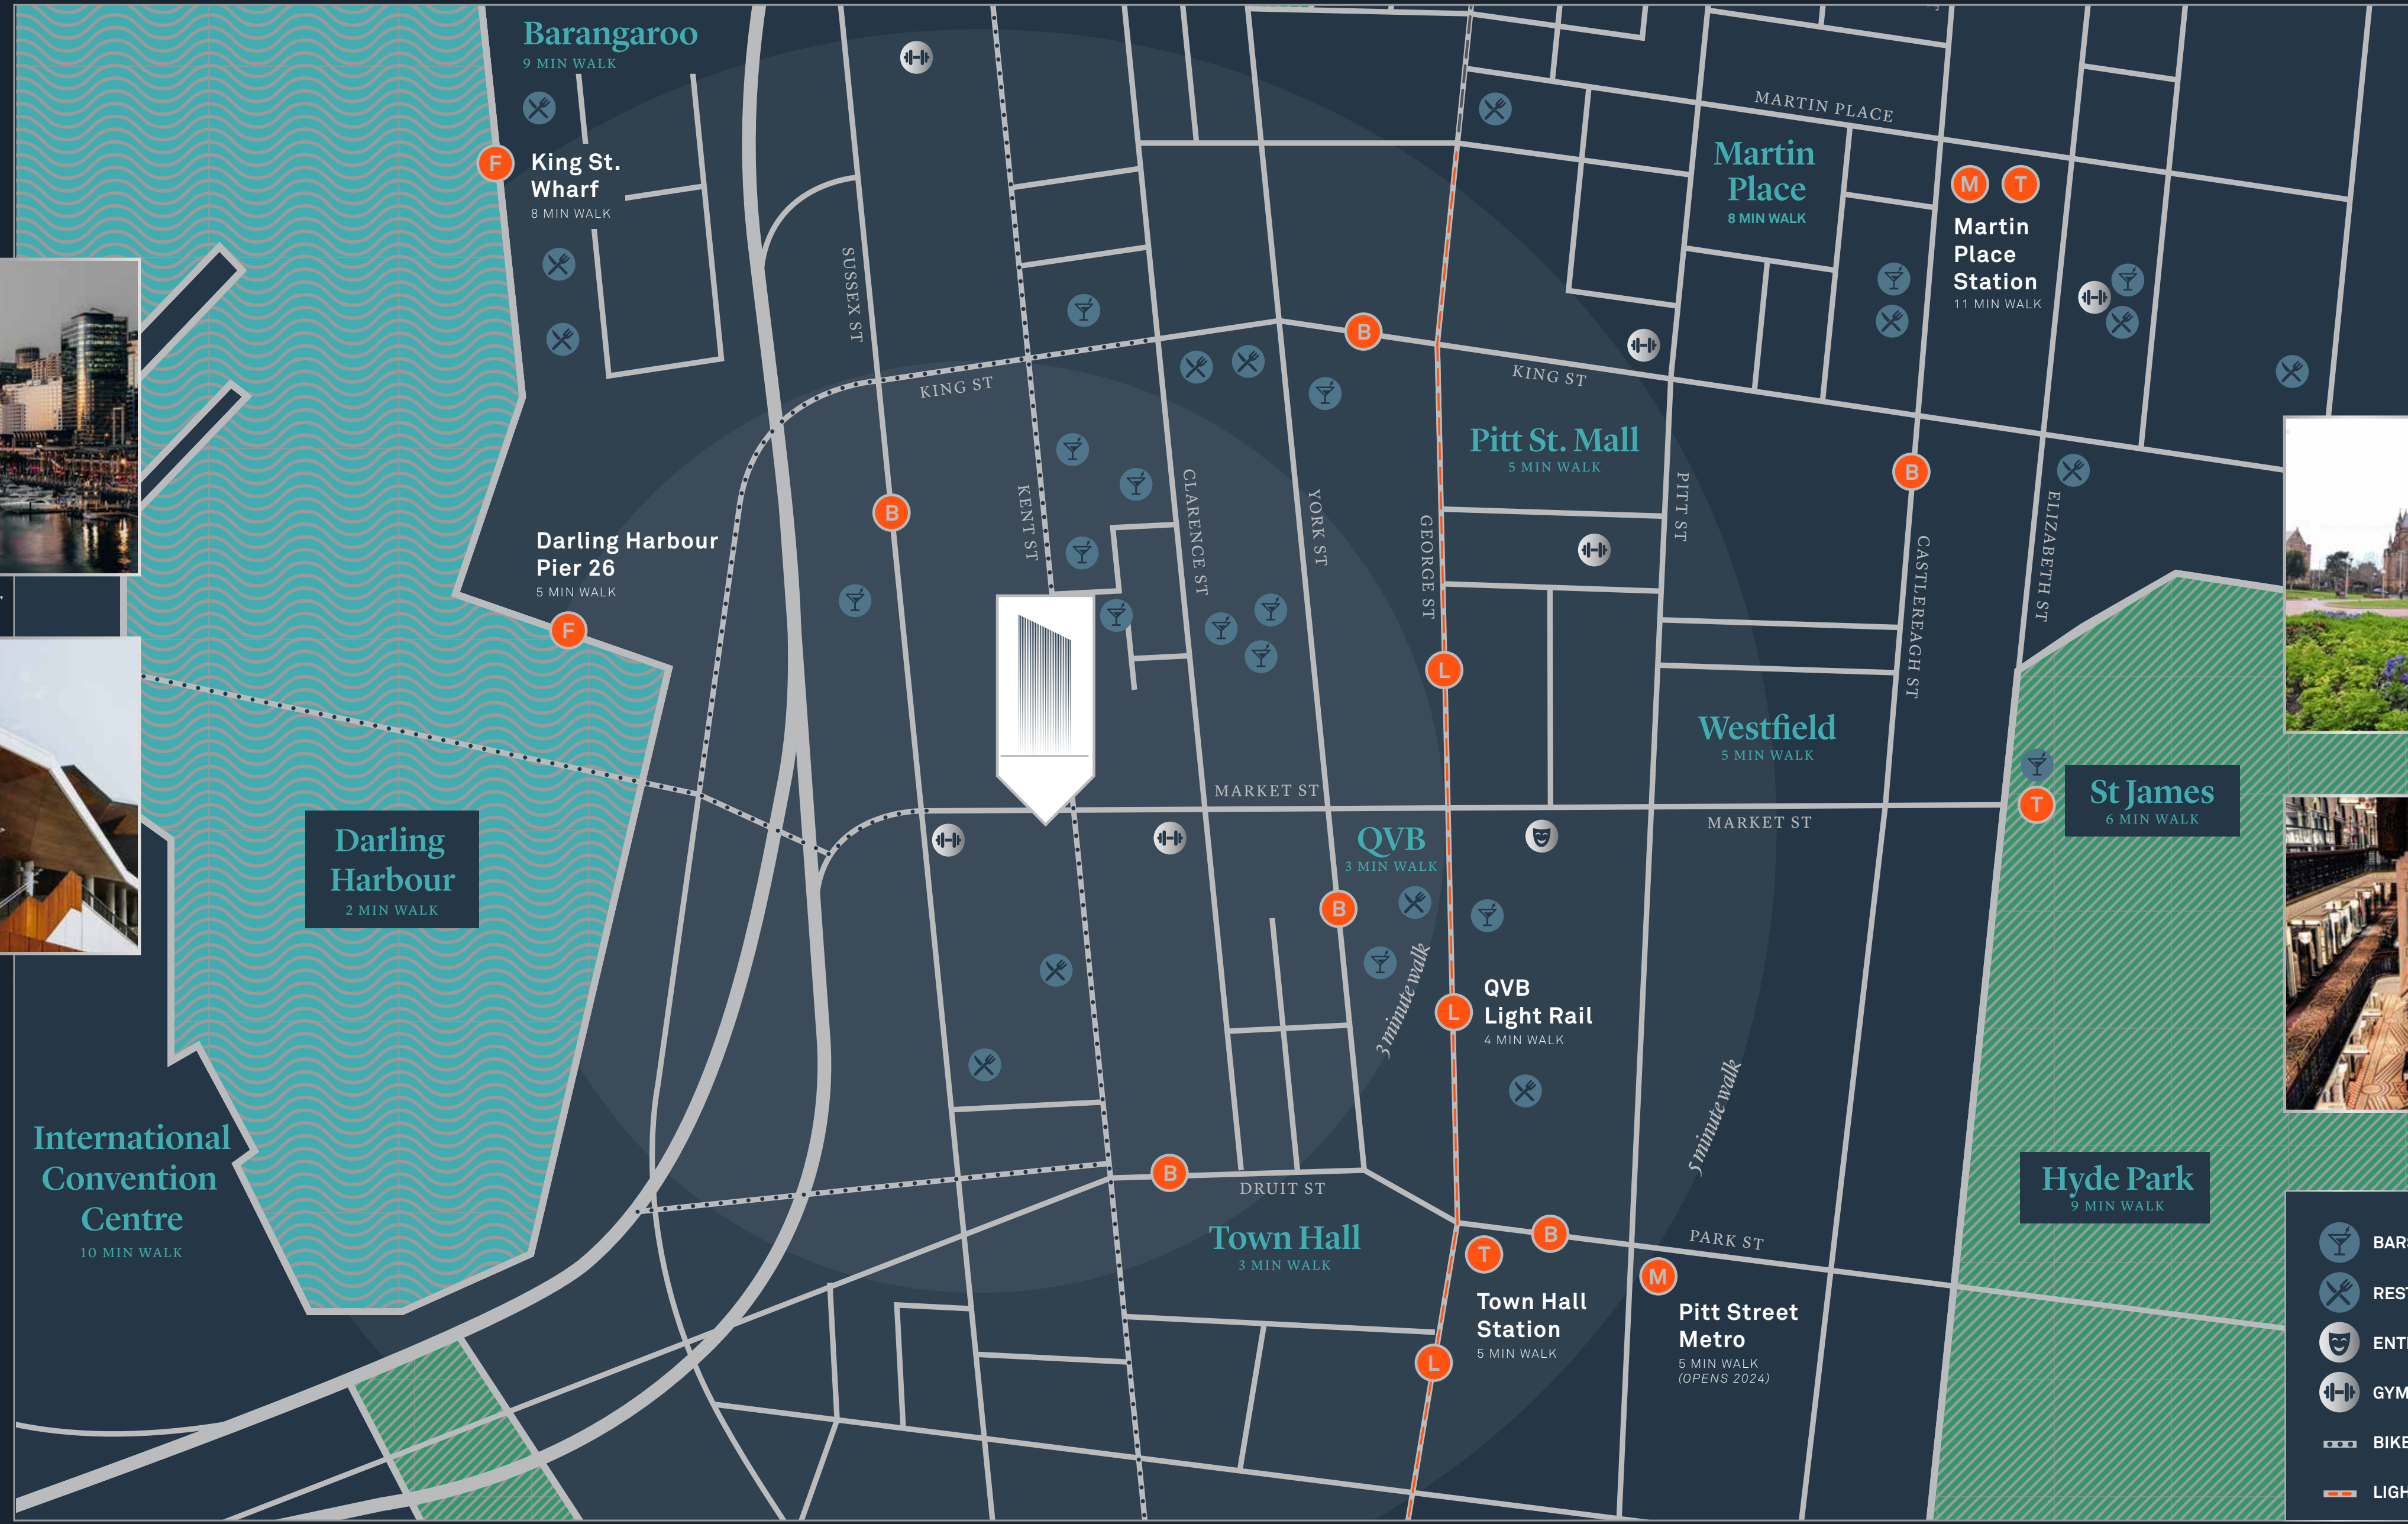 Barangaroo
9 MIN WALK
King St.
Wharf
8 MIN WALK
F
MARTIN PLACE
Martin
Place
8 MIN WALK
M
T
Martin
Place
Station
11 MIN WALK
SUSSEX ST
KING ST
B
KING ST
Pitt St. Mall
5 MIN WALK
B
B
KENT ST
CLARENCE ST
YORK ST
GEORGE ST
PITT ST
CASTLEREAGH ST
ELIZABETH ST
Darling Harbour
Pier 26
5 MIN WALK
F
L
Westfield
5 MIN WALK
MARKET ST
MARKET ST
T
St James
6 MIN WALK
Darling
Harbour
2 MIN WALK
QVB
3 MIN WALK
B
3 minute walk
L
QVB
Light Rail
4 MIN WALK
5 minute walk
International
Convention
Centre
10 MIN WALK
B
DRUIT ST
Town Hall
3 MIN WALK
Hyde Park
9 MIN WALK
B
PARK ST
T
Town Hall
Station
5 MIN WALK
M
Pitt Street
Metro
5 MIN WALK
(OPENS 2024)
L
BAR
REST
ENT
GYM
BIKE
LIGH